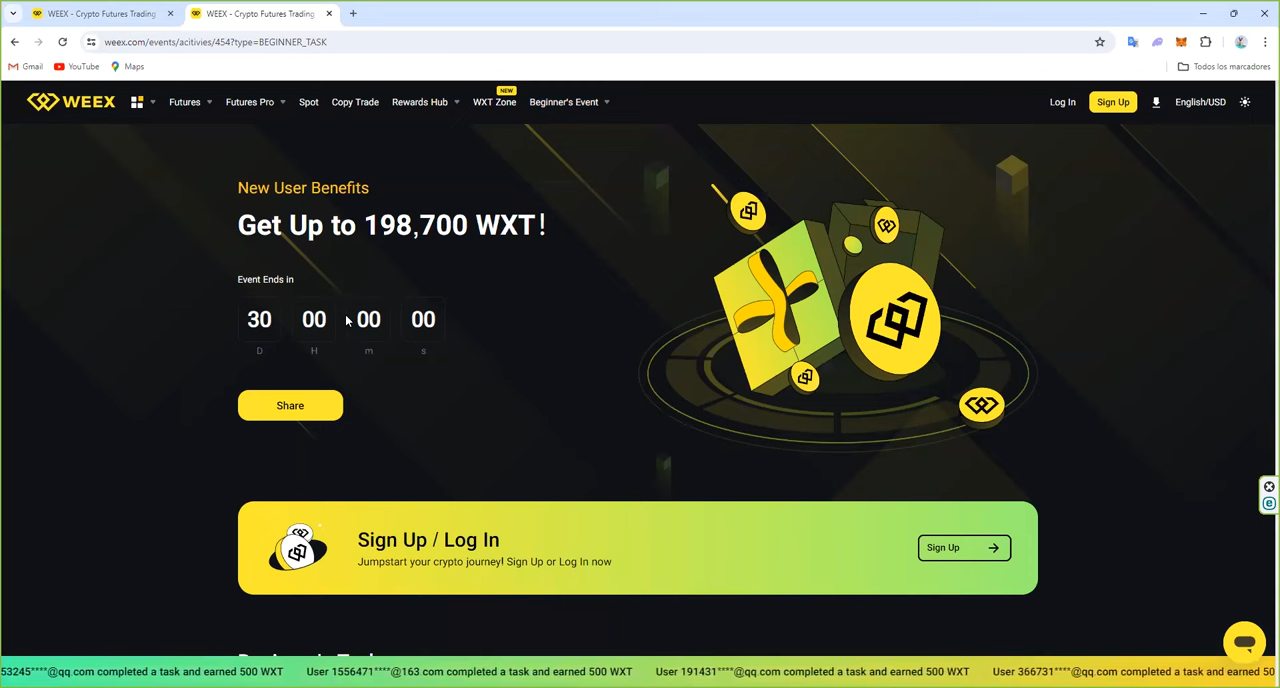 WEEX - Crypto Futures Trading
WEEX - Crypto Futures Trading
weex.com/events/acitivies/454?type=BEGINNER_TASK
Gmail
YouTube
Maps
Todos los marcadores
WEEX
Futures
Futures Pro
Spot
Copy Trade
Rewards Hub
NEW
WXT Zone
Beginner's Event
Log In
Sign Up
English/USD
New User Benefits
Get Up to 198,700 WXT!
Event Ends in
30 00 00 00
D H m s
Share
Sign Up / Log In
Jumpstart your crypto journey! Sign Up or Log In now
Sign Up
53245****@qq.com completed a task and earned 500 WXT User 1556471****@163.com completed a task and earned 500 WXT User 191431****@qq.com completed a task and earned 500 WXT User 366731****@qq.com completed a task and earned 50